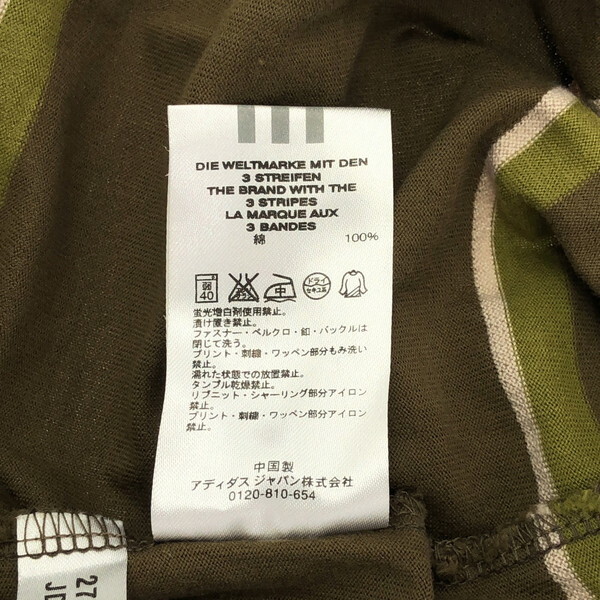 DIE WELTMARKE MIT DEN
3 STREIFEN
THE BRAND WITH THE
3 STRIPES
LA MARQUE AUX
3 BANDES
綿 100%
弱
40
中
ドライ
セキユ系
蛍光増白剤使用禁止。
漬け置き禁止。
ファスナー・ベルクロ・釦・バックルは
閉じて洗う。
プリント・刺繍・ワッペン部分もみ洗い
禁止。
濡れた状態での放置禁止。
タンブル乾燥禁止。
リブニット・シャーリング部分アイロン
禁止。
プリント・刺繍・ワッペン部分アイロン
禁止。
中国製
アディダス ジャパン株式会社
0120-810-654
27